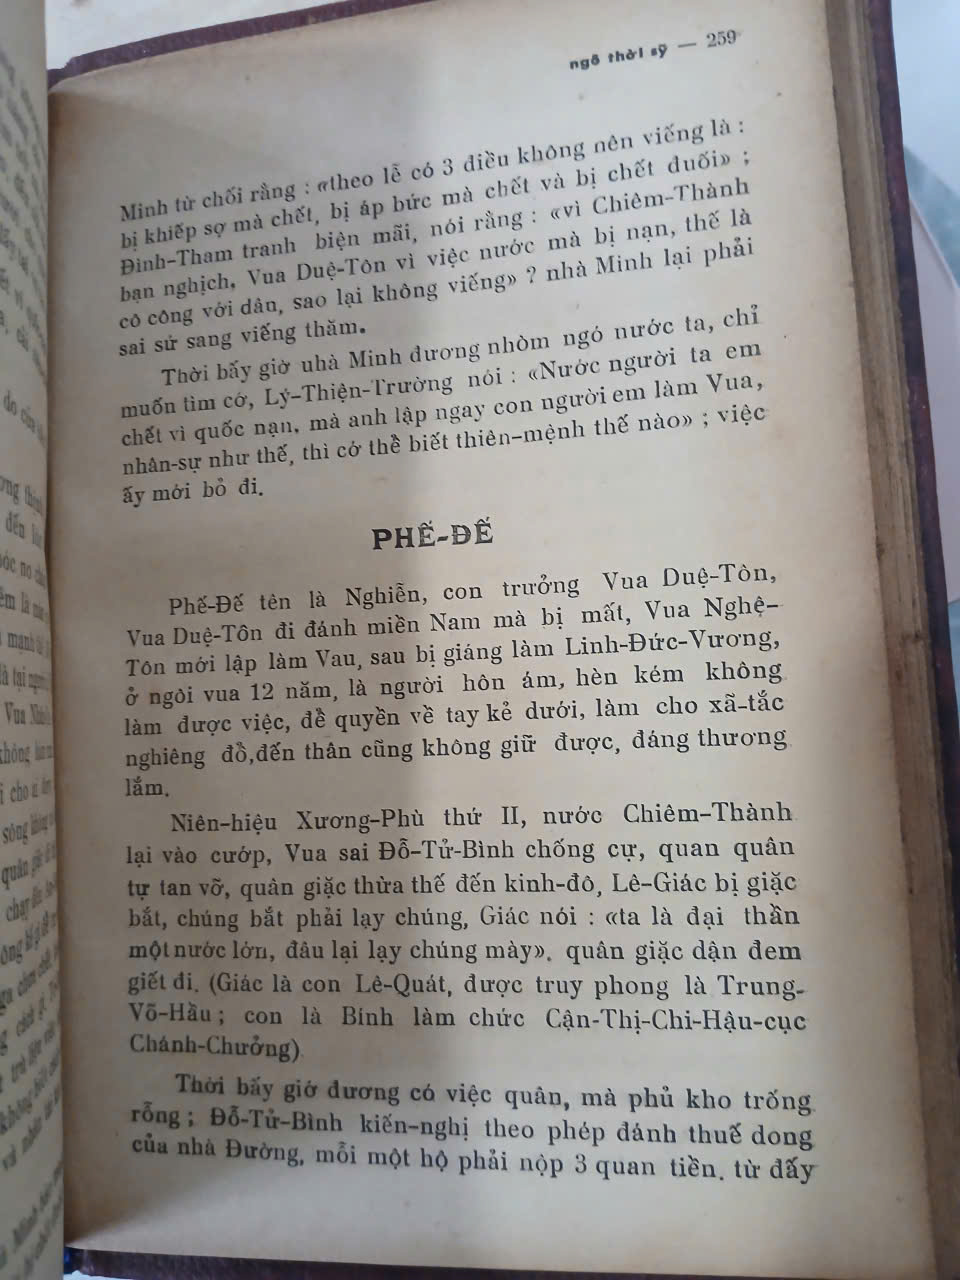 ngô thời sỹ — 259
Minh từ chối rằng : «theo lễ có 3 điều không nên viếng là :
bị khiếp sợ mà chết, bị áp bức mà chết và bị chết đuối» ;
Đình-Tham tranh biện mãi, nói rằng : «vì Chiêm-Thành
bạn nghịch, Vua Duệ-Tôn vì việc nước mà bị nạn, thế là
cô công với dân, sao lại không viếng» ? nhà Minh lại phải
sai sứ sang viếng thăm.
Thời bấy giờ uhà Minh đương nhòm ngó nước ta, chỉ
muốn tìm cớ, Lý-Thiện-Trường nói : «Nước người ta em
chết vì quốc nạn, mà anh lập ngay con người em làm Vua,
nhân-sự như thế, thì cớ thể biết thiên-mệnh thế nào» ; việc
ấy mới bỏ đi.
PHẾ-ĐẾ
Phế-Đế tên là Nghiễn, con trưởng Vua Duệ-Tôn,
Vua Duệ-Tôn đi đánh miền Nam mà bị mất, Vua Nghệ-
Tôn mới lập làm Vau, sau bị giáng làm Linh-Đức-Vương,
ở ngôi vua 12 năm, là người hôn ám, hèn kém không
làm được việc, để quyền về tay kẻ dưới, làm cho xã-tắc
nghiêng đổ,đến thân cũng không giữ được, đáng thương
lắm.
Niên-hiệu Xương-Phù thứ II, nước Chiêm-Thành
lại vào cướp, Vua sai Đỗ-Tử-Bình chống cự, quan quân
tự tan vỡ, quân giặc thừa thế đến kinh-đô, Lê-Giác bị giặc
bắt, chúng bắt phải lạy chúng, Giác nói : «ta là đại thần
một nước lớn, đâu lại lạy chúng mày». quân giặc dận đem
giết đi. (Giác là con Lê-Quát, được truy phong là Trung-
Võ-Hầu ; con là Bính làm chức Cận-Thị-Chi-Hậu-cục
Chánh-Chưởng)
Thời bấy giớ đương có việc quân, mà phủ kho trống
rỗng ; Đỗ-Tử-Bình kiến-nghị theo phép đánh thuế dong
của nhà Đường, mỗi một hộ phải nộp 3 quan tiền. từ đấy